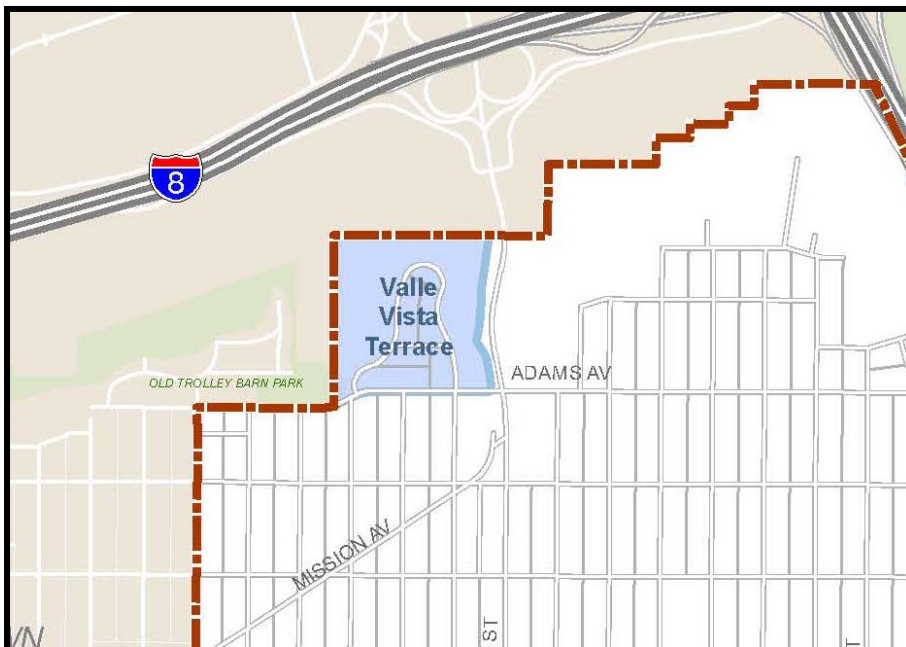 8
Valle
Vista
Terrace
OLD TROLLEY BARN PARK
ADAMS AV
MISSION AV
ST